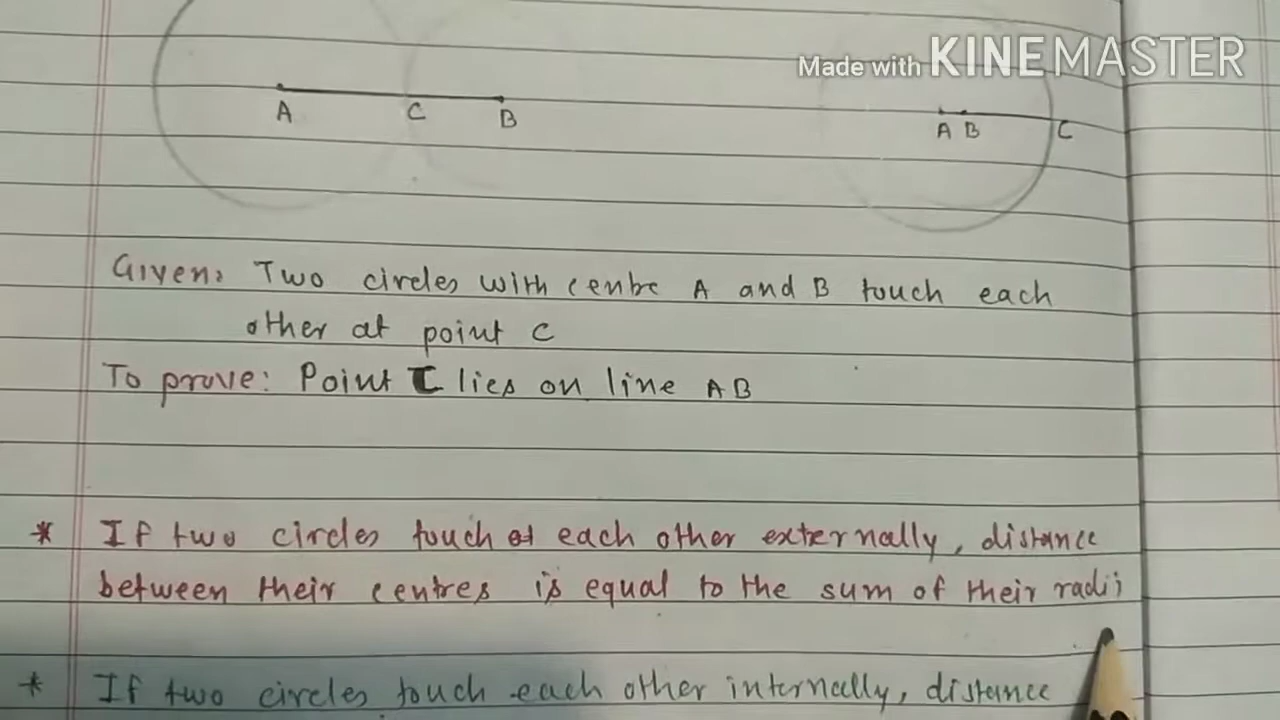 Made with KINEMASTER
A C B
A B C
Given: Two circles with centre A and B touch each
other at point C
To prove: Point C lies on line AB
* If two circles touch each other externally, distance
between their centres is equal to the sum of their radii
* If two circles touch each other internally, distance